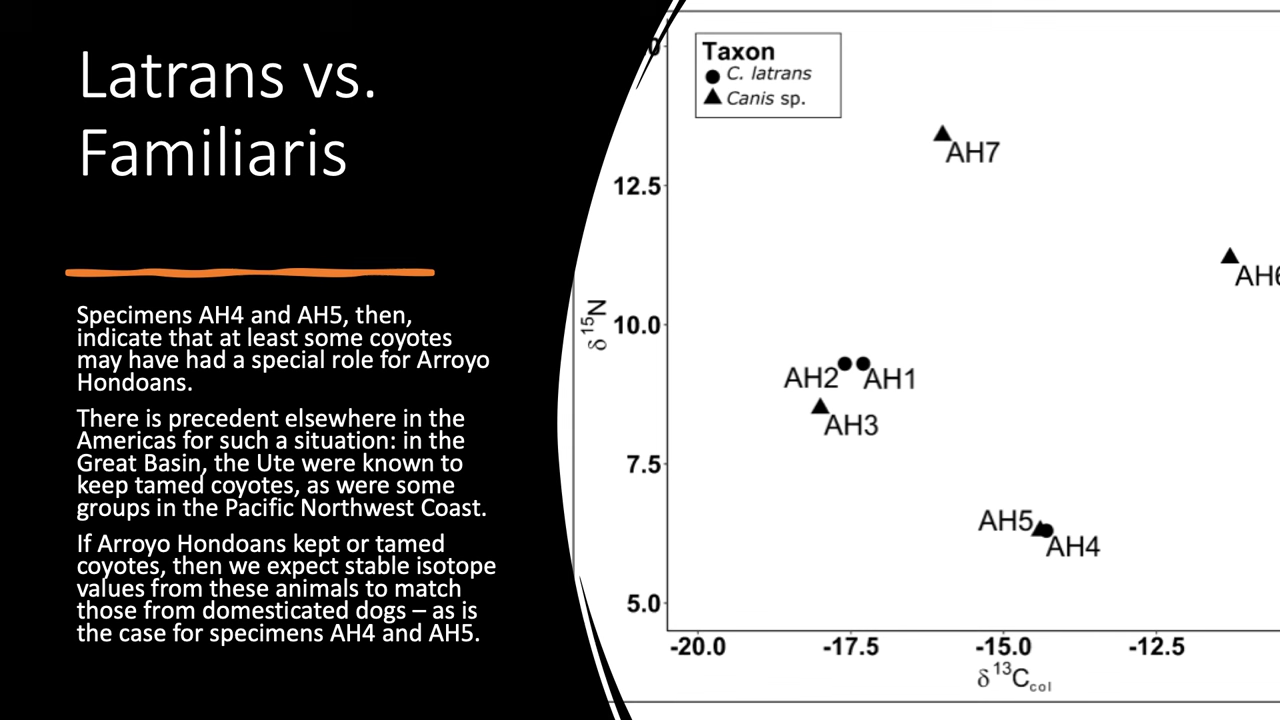 Latrans vs.
Familiaris
Specimens AH4 and AH5, then,
indicate that at least some coyotes
may have had a special role for Arroyo
Hondoans.
There is precedent elsewhere in the
Americas for such a situation: in the
Great Basin, the Ute were known to
keep tamed coyotes, as were some
groups in the Pacific Northwest Coast.
If Arroyo Hondoans kept or tamed
coyotes, then we expect stable isotope
values from these animals to match
those from domesticated dogs – as is
the case for specimens AH4 and AH5.
Taxon
C. latrans
Canis sp.
AH7
12.5
AH6
δ 15N
10.0
AH2
AH1
AH3
7.5
AH5
AH4
5.0
-20.0 -17.5 -15.0 -12.5
δ 13Ccol